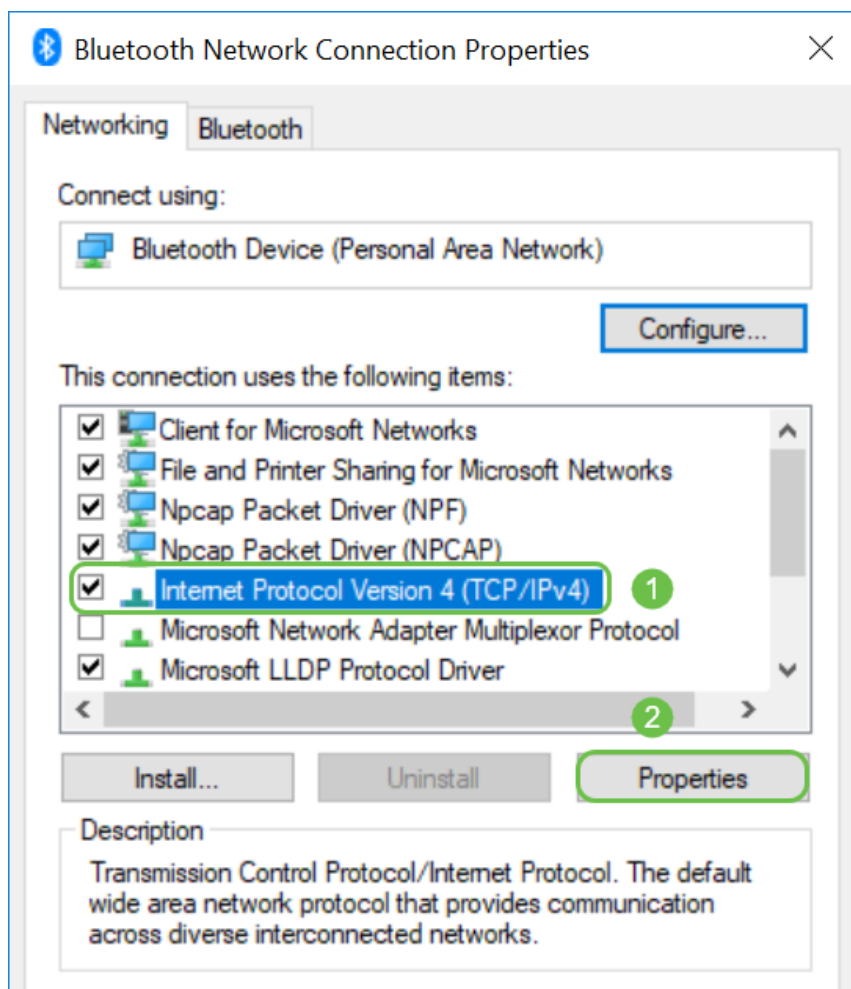 Bluetooth Network Connection Properties
Networking
Bluetooth
Connect using:
Bluetooth Device (Personal Area Network)
Configure...
This connection uses the following items:
Client for Microsoft Networks
File and Printer Sharing for Microsoft Networks
Npcap Packet Driver (NPF)
Npcap Packet Driver (NPCAP)
Internet Protocol Version 4 (TCP/IPv4)
1
Microsoft Network Adapter Multiplexor Protocol
Microsoft LLDP Protocol Driver
2
Install...
Uninstall
Properties
Description
Transmission Control Protocol/Internet Protocol. The default
wide area network protocol that provides communication
across diverse interconnected networks.